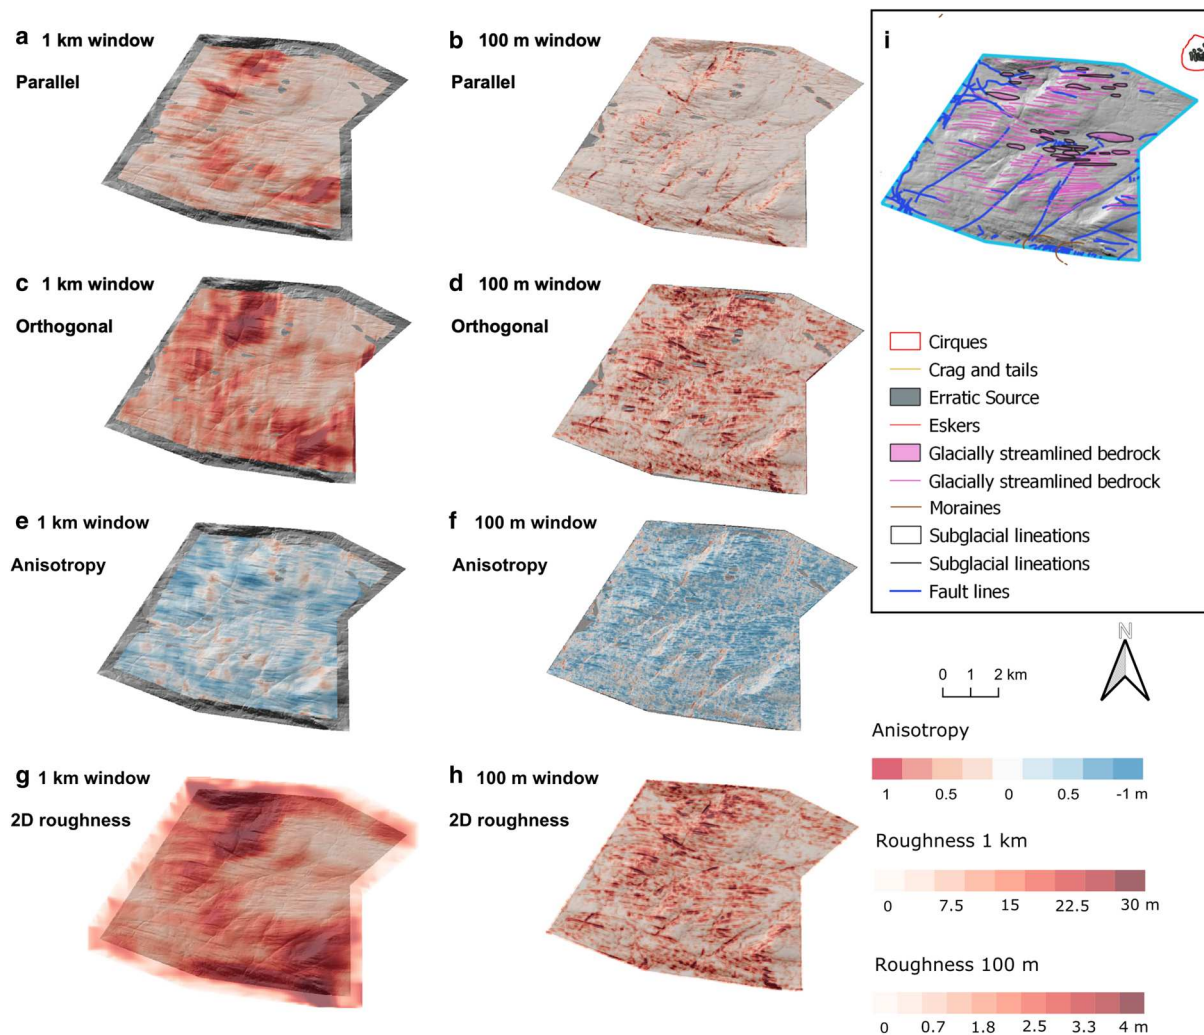 a 1 km window
Parallel
b 100 m window
Parallel
c 1 km window
Orthogonal
d 100 m window
Orthogonal
e 1 km window
Anisotropy
f 100 m window
Anisotropy
g 1 km window
2D roughness
h 100 m window
2D roughness
i
Cirques
Crag and tails
Erratic Source
Eskers
Glacially streamlined bedrock
Glacially streamlined bedrock
Moraines
Subglacial lineations
Subglacial lineations
Fault lines
N
0 1 2 km
Anisotropy
1 0.5 0 0.5 -1 m
Roughness 1 km
0 7.5 15 22.5 30 m
Roughness 100 m
0 0.7 1.8 2.5 3.3 4 m